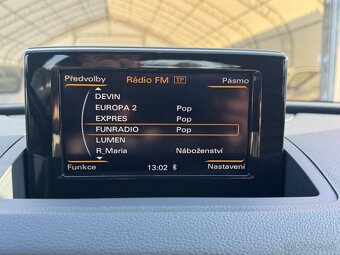 Předvolby Rádio FM TP Pásmo
DEVIN
EUROPA 2 Pop
EXPRES Pop
FUNRADIO Pop
LUMEN
R_Maria Náboženství
Funkce 13:02 Nastavení